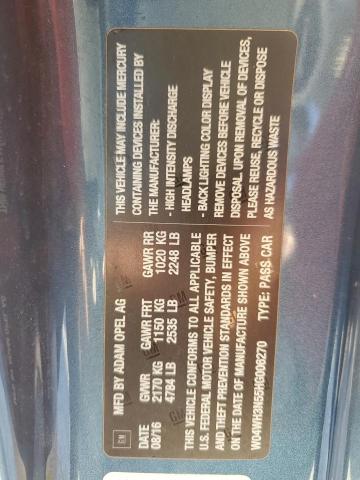 MFD BY ADAM OPEL AG
DATE GVWR GAWR FRT GAWR RR
08/16 2170 KG 1150 KG 1020 KG
4784 LB 2535 LB 2248 LB
THIS VEHICLE CONFORMS TO ALL APPLICABLE
U.S. FEDERAL MOTOR VEHICLE SAFETY, BUMPER
AND THEFT PREVENTION STANDARDS IN EFFECT
ON THE DATE OF MANUFACTURE SHOWN ABOVE
W04WH3N55HG006270 TYPE: PASS CAR
THIS VEHICLE MAY INCLUDE MERCURY
CONTAINING DEVICES INSTALLED BY
THE MANUFACTURER:
- HIGH INTENSITY DISCHARGE
HEADLAMPS
- BACK LIGHTING COLOR DISPLAY
REMOVE DEVICES BEFORE VEHICLE
DISPOSAL. UPON REMOVAL OF DEVICES,
PLEASE REUSE, RECYCLE OR DISPOSE
AS HAZARDOUS WASTE
GM